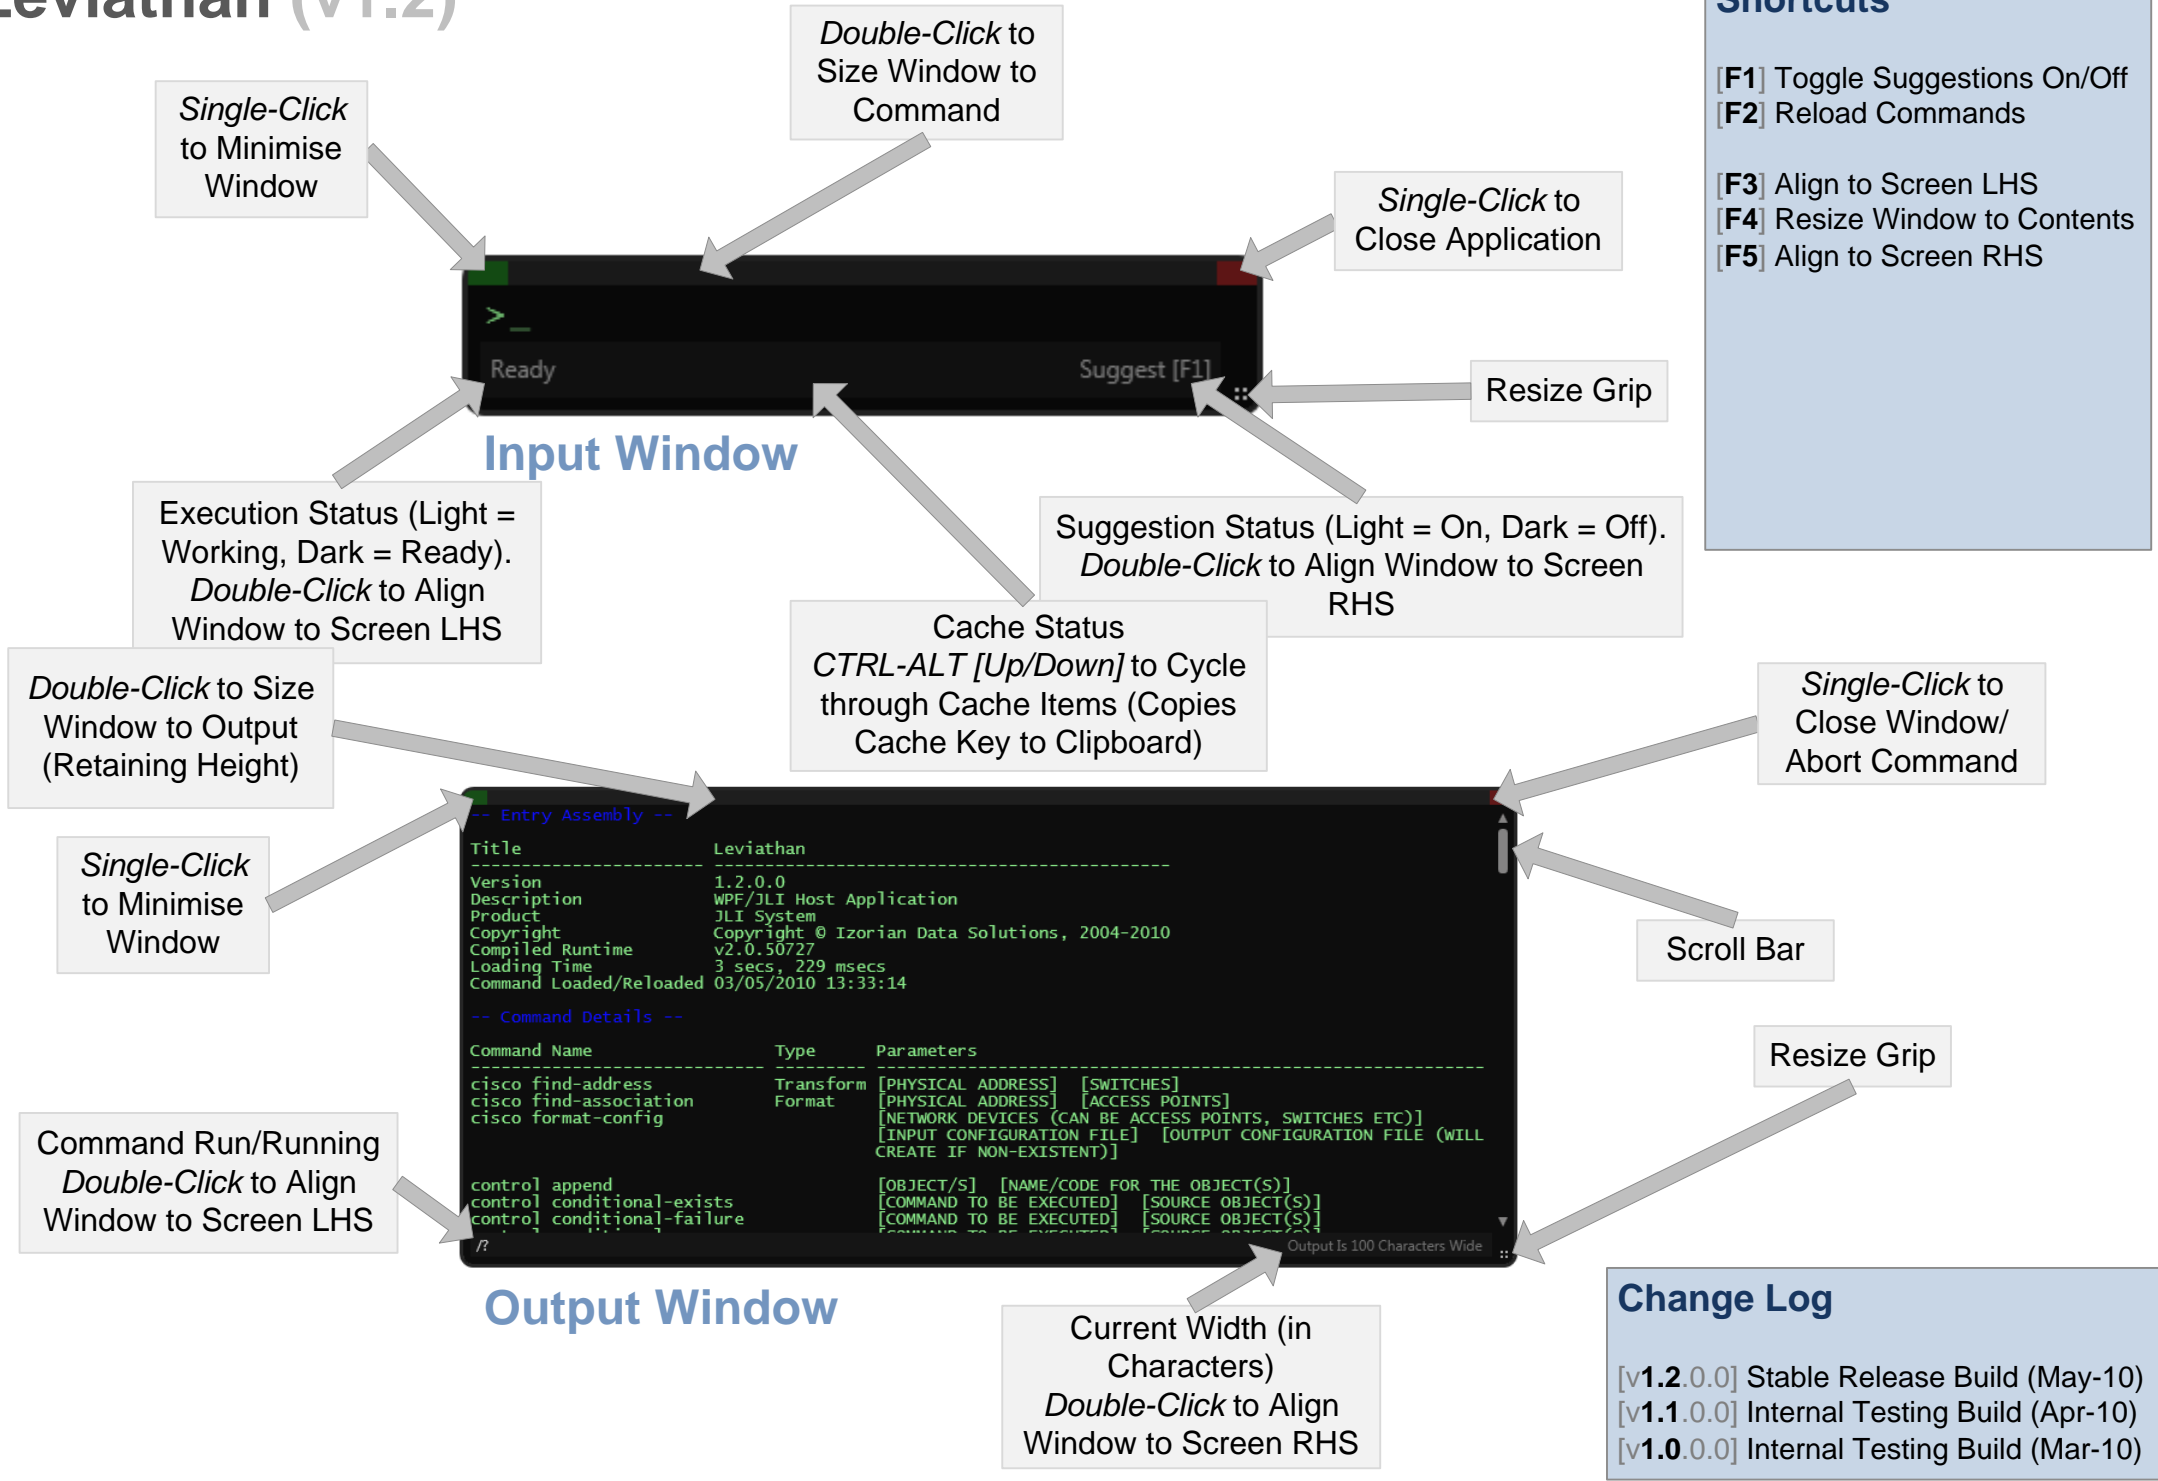 Leviathan (v1.2)
Shortcuts
[F1] Toggle Suggestions On/Off
[F2] Reload Commands
[F3] Align to Screen LHS
[F4] Resize Window to Contents
[F5] Align to Screen RHS
Double-Click to
Size Window to
Command
Single-Click
to Minimise
Window
Single-Click to
Close Application
>_
Ready
Suggest [F1]
Resize Grip
Input Window
Execution Status (Light =
Working, Dark = Ready).
Double-Click to Align
Window to Screen LHS
Suggestion Status (Light = On, Dark = Off).
Double-Click to Align Window to Screen
RHS
Cache Status
CTRL-ALT [Up/Down] to Cycle
through Cache Items (Copies
Cache Key to Clipboard)
Double-Click to Size
Window to Output
(Retaining Height)
Single-Click to
Close Window/
Abort Command
Single-Click
to Minimise
Window
Scroll Bar
Resize Grip
Command Run/Running
Double-Click to Align
Window to Screen LHS
-- Entry Assembly --
Title Leviathan
----------------------- ---------------------------------------------
Version 1.2.0.0
Description WPF/JLI Host Application
Product JLI System
Copyright Copyright © Izorian Data Solutions, 2004-2010
Compiled Runtime v2.0.50727
Loading Time 3 secs, 229 msecs
Command Loaded/Reloaded 03/05/2010 13:33:14
-- Command Details --
Command Name Type Parameters
----------------------------- --------- ------------------------------------------------------------
cisco find-address Transform [PHYSICAL ADDRESS] [SWITCHES]
cisco find-association Format [PHYSICAL ADDRESS] [ACCESS POINTS]
cisco format-config [NETWORK DEVICES (CAN BE ACCESS POINTS, SWITCHES ETC)]
[INPUT CONFIGURATION FILE] [OUTPUT CONFIGURATION FILE (WILL
CREATE IF NON-EXISTENT)]
control append [OBJECT/S] [NAME/CODE FOR THE OBJECT(S)]
control conditional-exists [COMMAND TO BE EXECUTED] [SOURCE OBJECT(S)]
control conditional-failure [COMMAND TO BE EXECUTED] [SOURCE OBJECT(S)]
/?
Output Is 100 Characters Wide
Output Window
Current Width (in
Characters)
Double-Click to Align
Window to Screen RHS
Change Log
[v1.2.0.0] Stable Release Build (May-10)
[v1.1.0.0] Internal Testing Build (Apr-10)
[v1.0.0.0] Internal Testing Build (Mar-10)